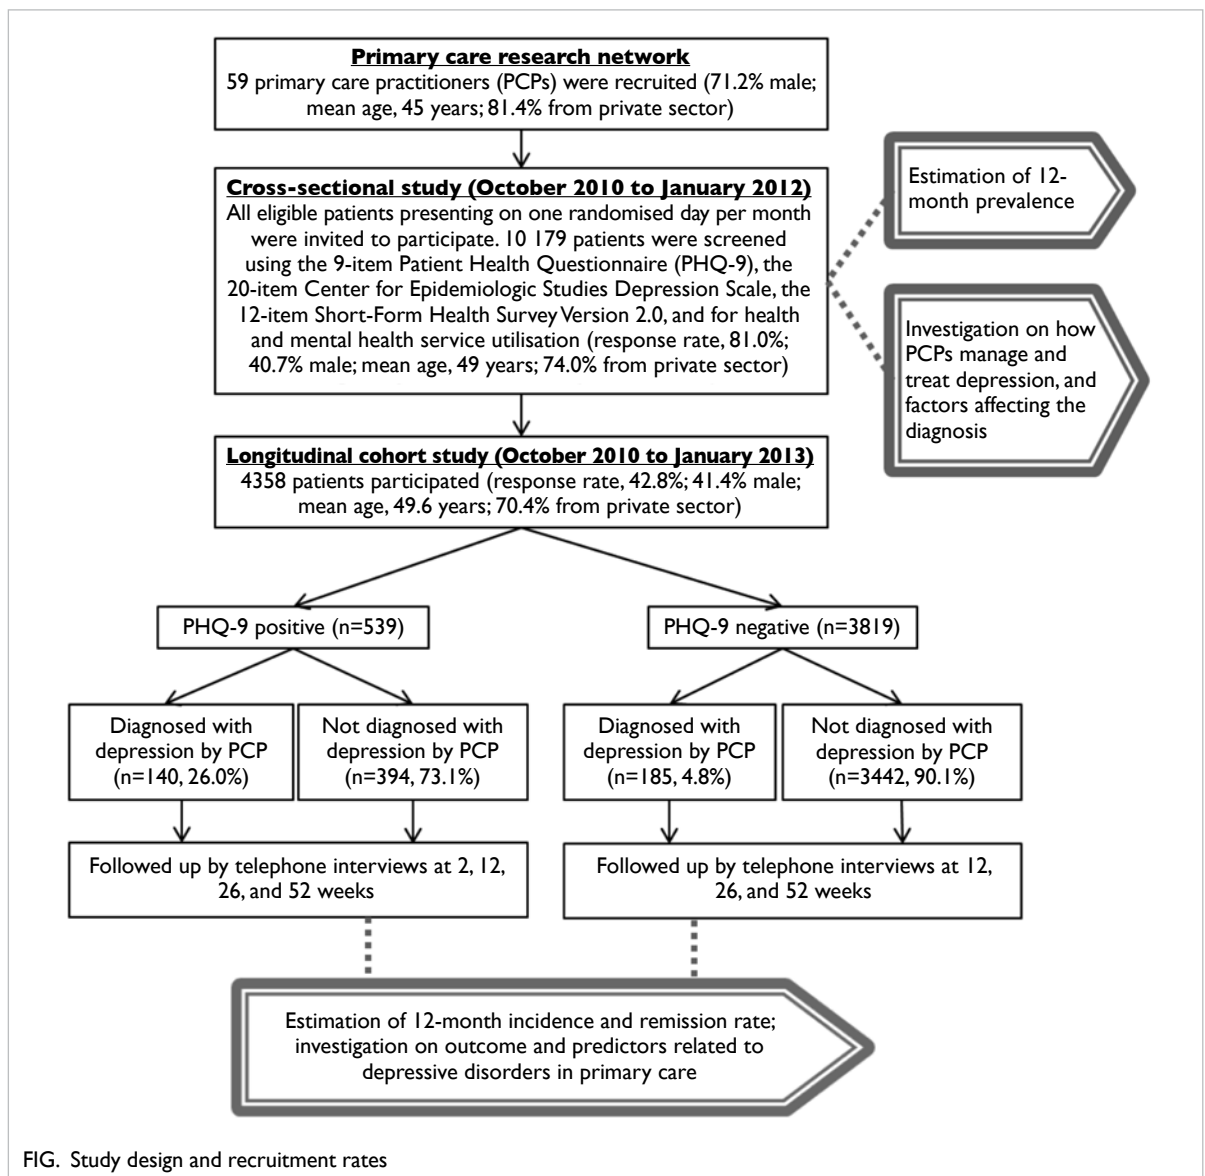 Primary care research network
59 primary care practitioners (PCPs) were recruited (71.2% male;
mean age, 45 years; 81.4% from private sector)
Cross-sectional study (October 2010 to January 2012)
All eligible patients presenting on one randomised day per month
were invited to participate. 10 179 patients were screened
using the 9-item Patient Health Questionnaire (PHQ-9), the
20-item Center for Epidemiologic Studies Depression Scale, the
12-item Short-Form Health Survey Version 2.0, and for health
and mental health service utilisation (response rate, 81.0%;
40.7% male; mean age, 49 years; 74.0% from private sector)
Estimation of 12-
month prevalence
Investigation on how
PCPs manage and
treat depression, and
factors affecting the
diagnosis
Longitudinal cohort study (October 2010 to January 2013)
4358 patients participated (response rate, 42.8%; 41.4% male;
mean age, 49.6 years; 70.4% from private sector)
PHQ-9 positive (n=539)
PHQ-9 negative (n=3819)
Diagnosed with
depression by PCP
(n=140, 26.0%)
Not diagnosed with
depression by PCP
(n=394, 73.1%)
Diagnosed with
depression by PCP
(n=185, 4.8%)
Not diagnosed with
depression by PCP
(n=3442, 90.1%)
Followed up by telephone interviews at 2, 12,
26, and 52 weeks
Followed up by telephone interviews at 12,
26, and 52 weeks
Estimation of 12-month incidence and remission rate;
investigation on outcome and predictors related to
depressive disorders in primary care
FIG. Study design and recruitment rates